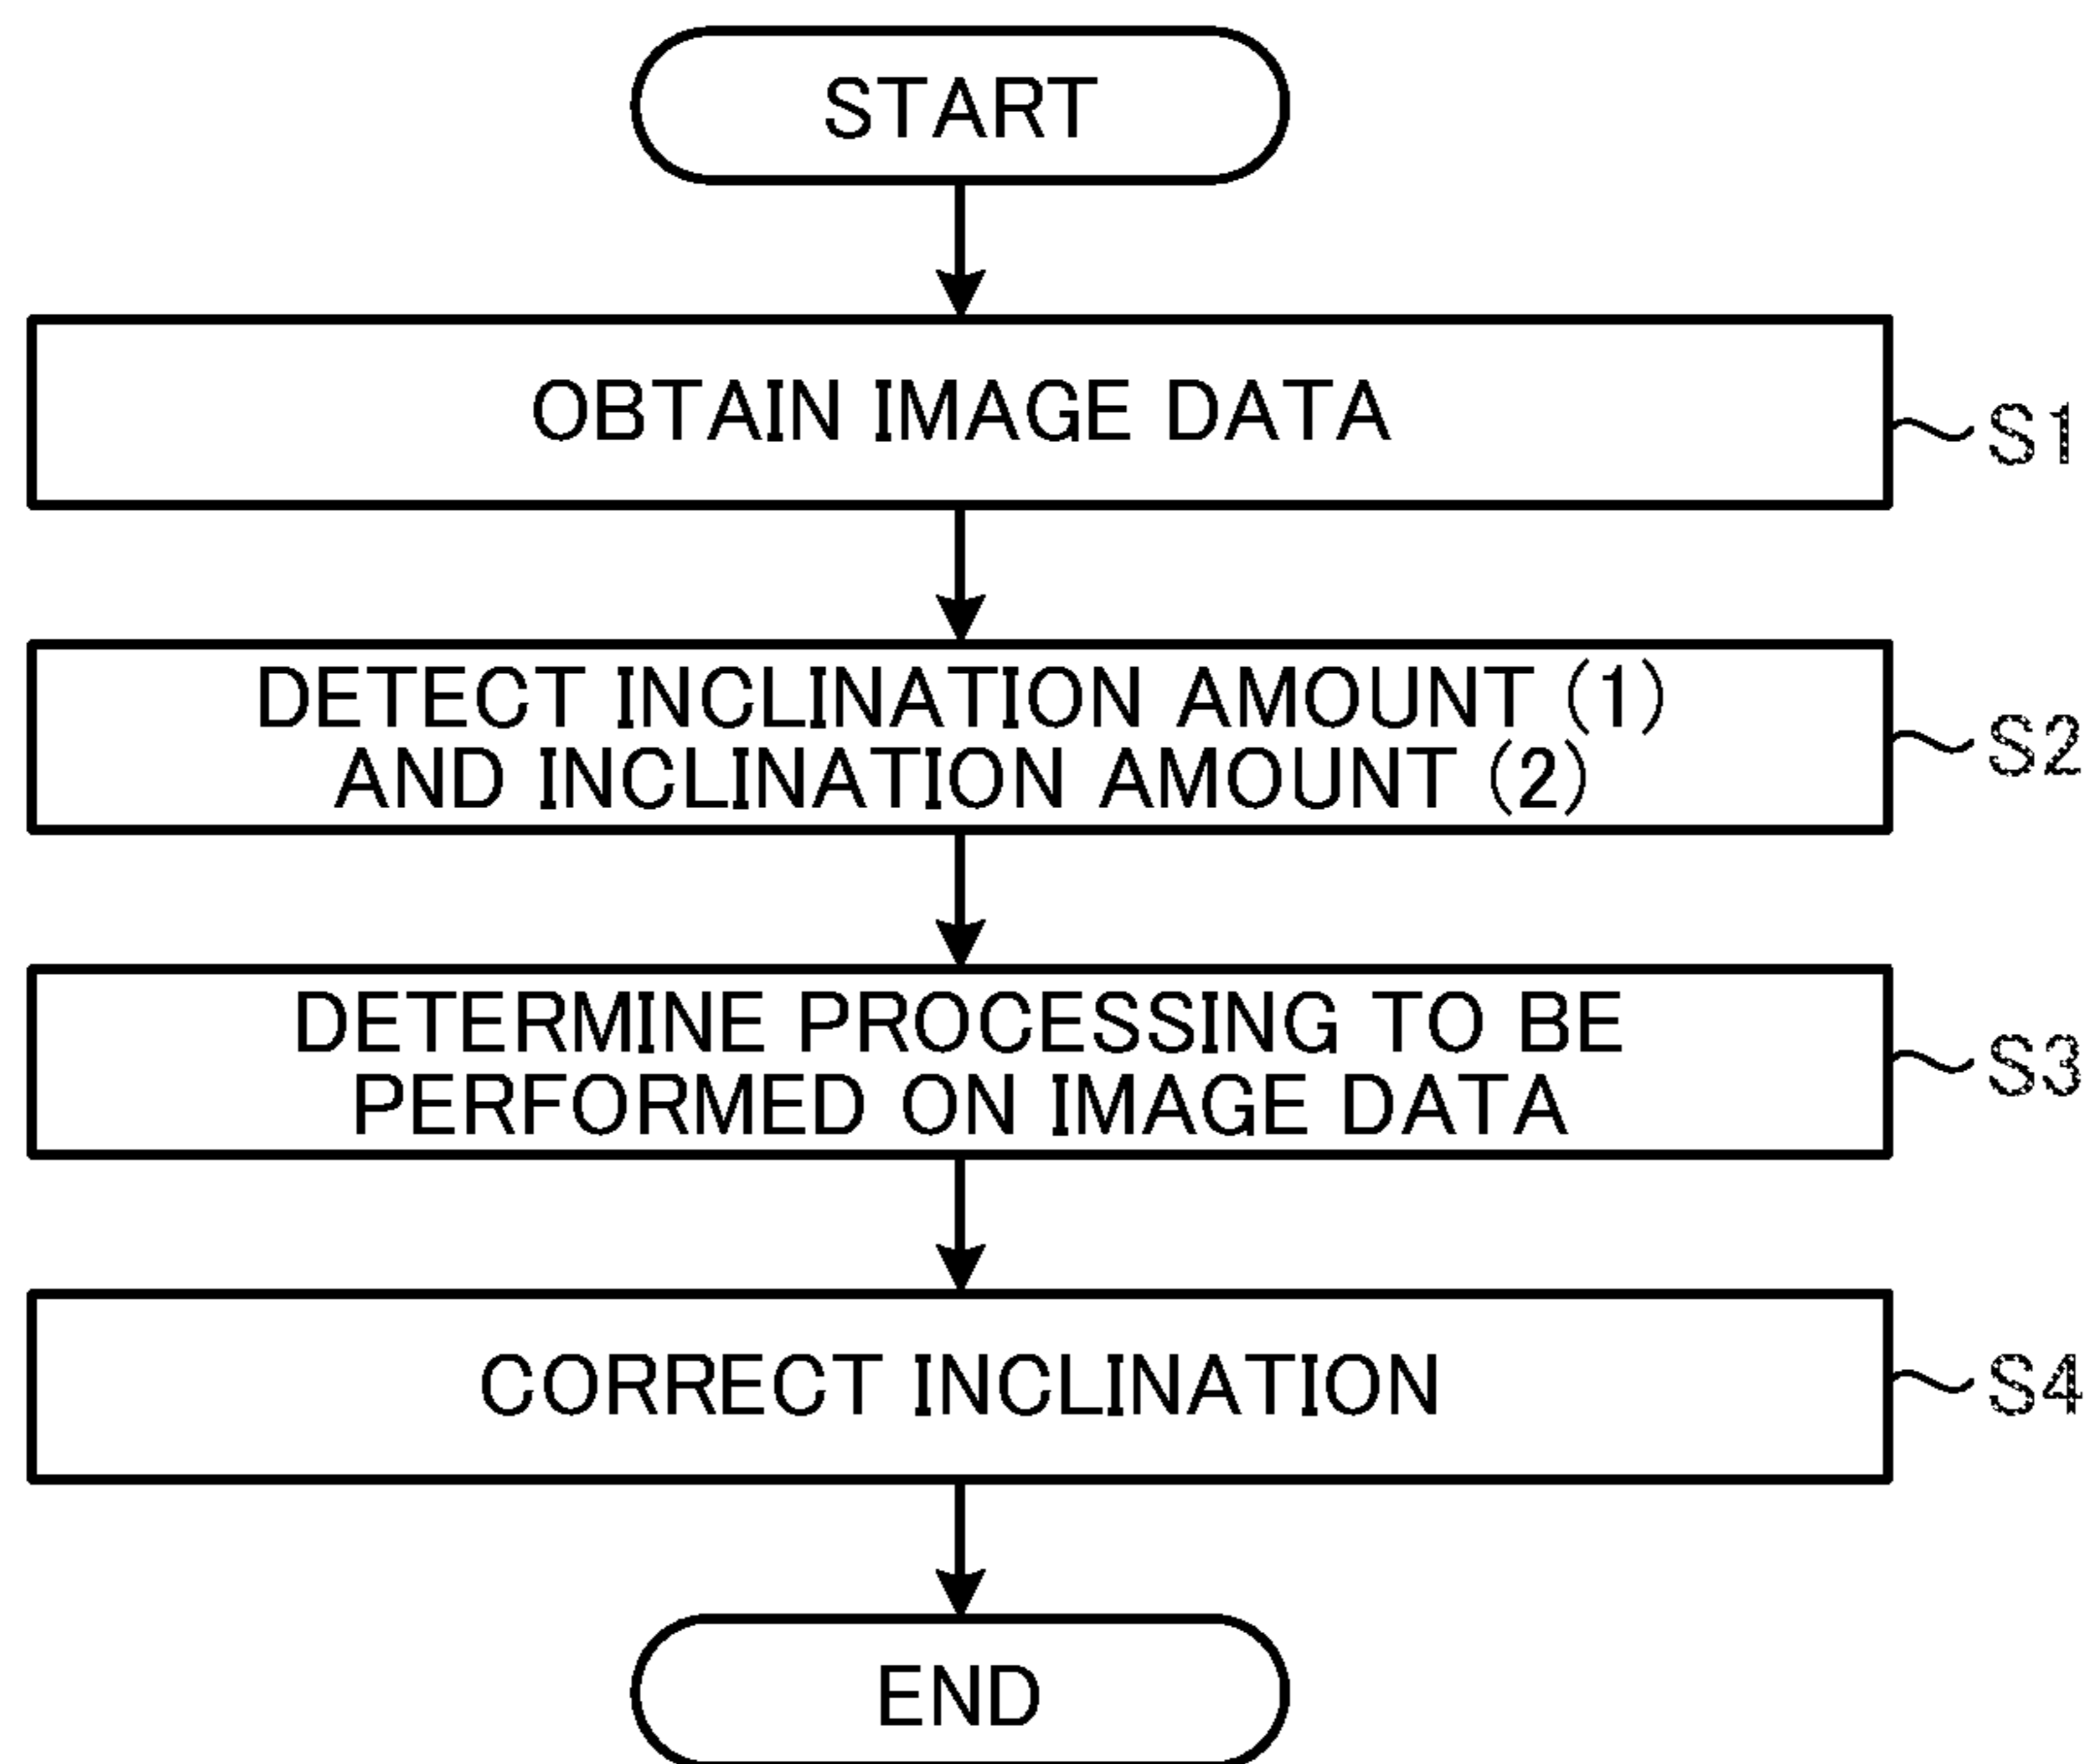 START
OBTAIN IMAGE DATA
S1
DETECT INCLINATION AMOUNT (1)
AND INCLINATION AMOUNT (2)
S2
DETERMINE PROCESSING TO BE
PERFORMED ON IMAGE DATA
S3
CORRECT INCLINATION
S4
END